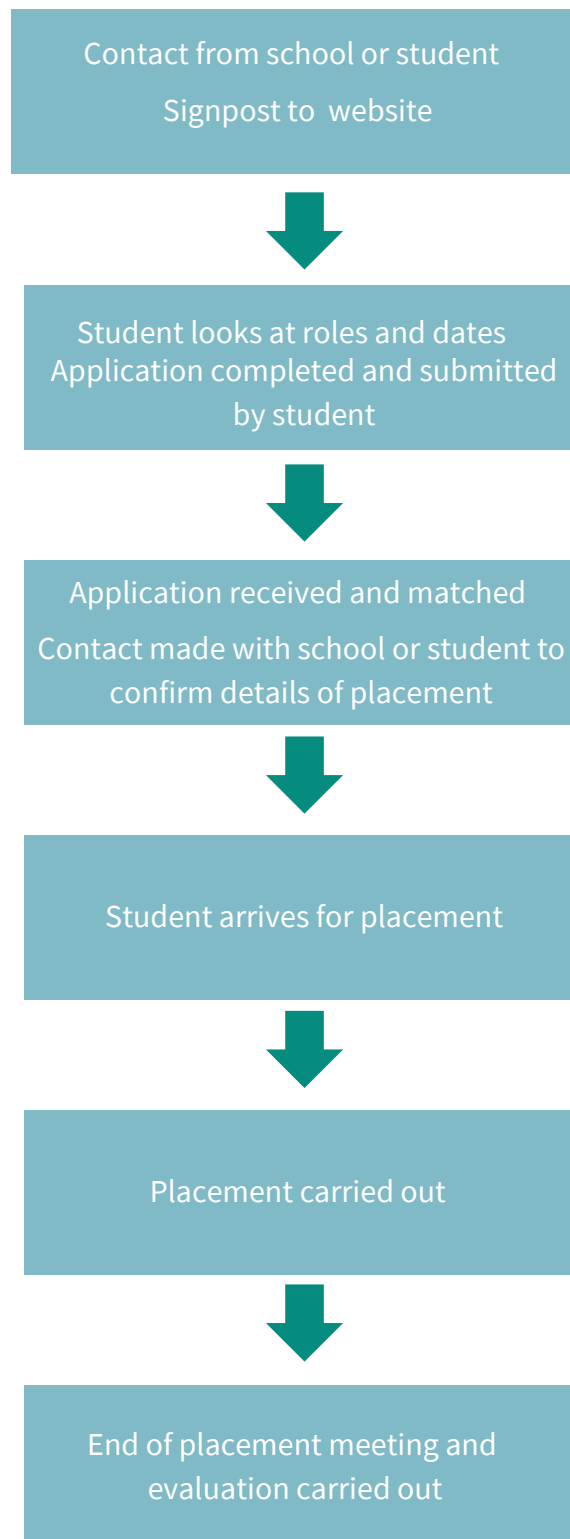 Contact from school or student
Signpost to website
Student looks at roles and dates
Application completed and submitted
by student
Application received and matched
Contact made with school or student to
confirm details of placement
Student arrives for placement
Placement carried out
End of placement meeting and
evaluation carried out